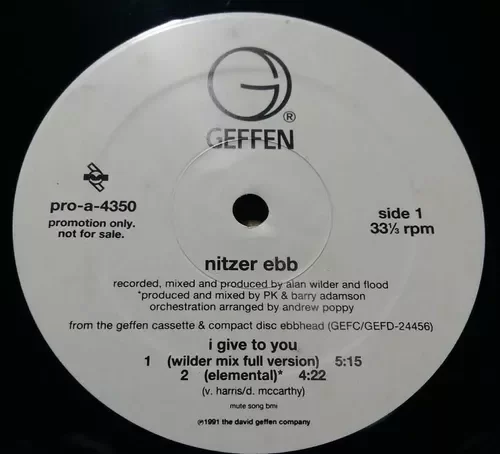 G
®
GEFFEN
pro-a-4350
promotion only.
not for sale.
side 1
33⅓ rpm
nitzer ebb
recorded, mixed and produced by alan wilder and flood
*produced and mixed by PK & barry adamson
orchestration arranged by andrew poppy
from the geffen cassette & compact disc ebbhead (GEFC/GEFD-24456)
i give to you
1 (wilder mix full version) 5:15
2 (elemental)* 4:22
(v. harris/d. mccarthy)
mute song bmi
℗1991 the david geffen company